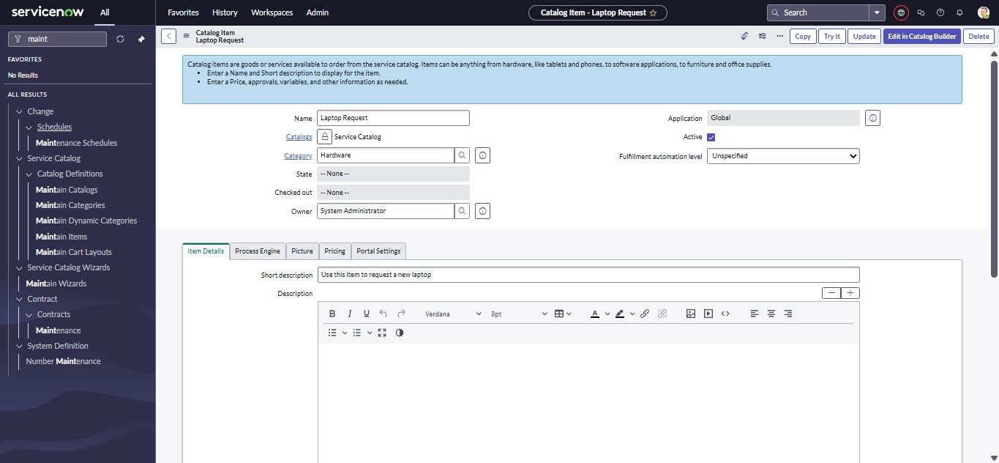 servicenow
All
Favorites
History
Workspaces
Admin
Catalog Item - Laptop Request
Search
maint
FAVORITES
No Results
ALL RESULTS
Change
Schedules
Maintenance Schedules
Service Catalog
Catalog Definitions
Maintain Catalogs
Maintain Categories
Maintain Dynamic Categories
Maintain Items
Maintain Cart Layouts
Service Catalog Wizards
Maintain Wizards
Contract
Contracts
Maintenance
System Definition
Number Maintenance
Catalog Item
Laptop Request
Copy
Try It
Update
Edit in Catalog Builder
Delete
Catalog items are goods or services available to order from the service catalog. Items can be anything from hardware, like tablets and phones, to software applications, to furniture and office supplies.
• Enter a Name and Short description to display for the item.
• Enter a Price, approvals, variables, and other information as needed.
Name Laptop Request
Catalogs Service Catalog
Category Hardware
State -- None --
Checked out -- None --
Owner System Administrator
Application Global
Active
Fulfillment automation level Unspecified
Item Details
Process Engine
Picture
Pricing
Portal Settings
Short description Use this item to request a new laptop
Description
B I U Verdana 8pt A